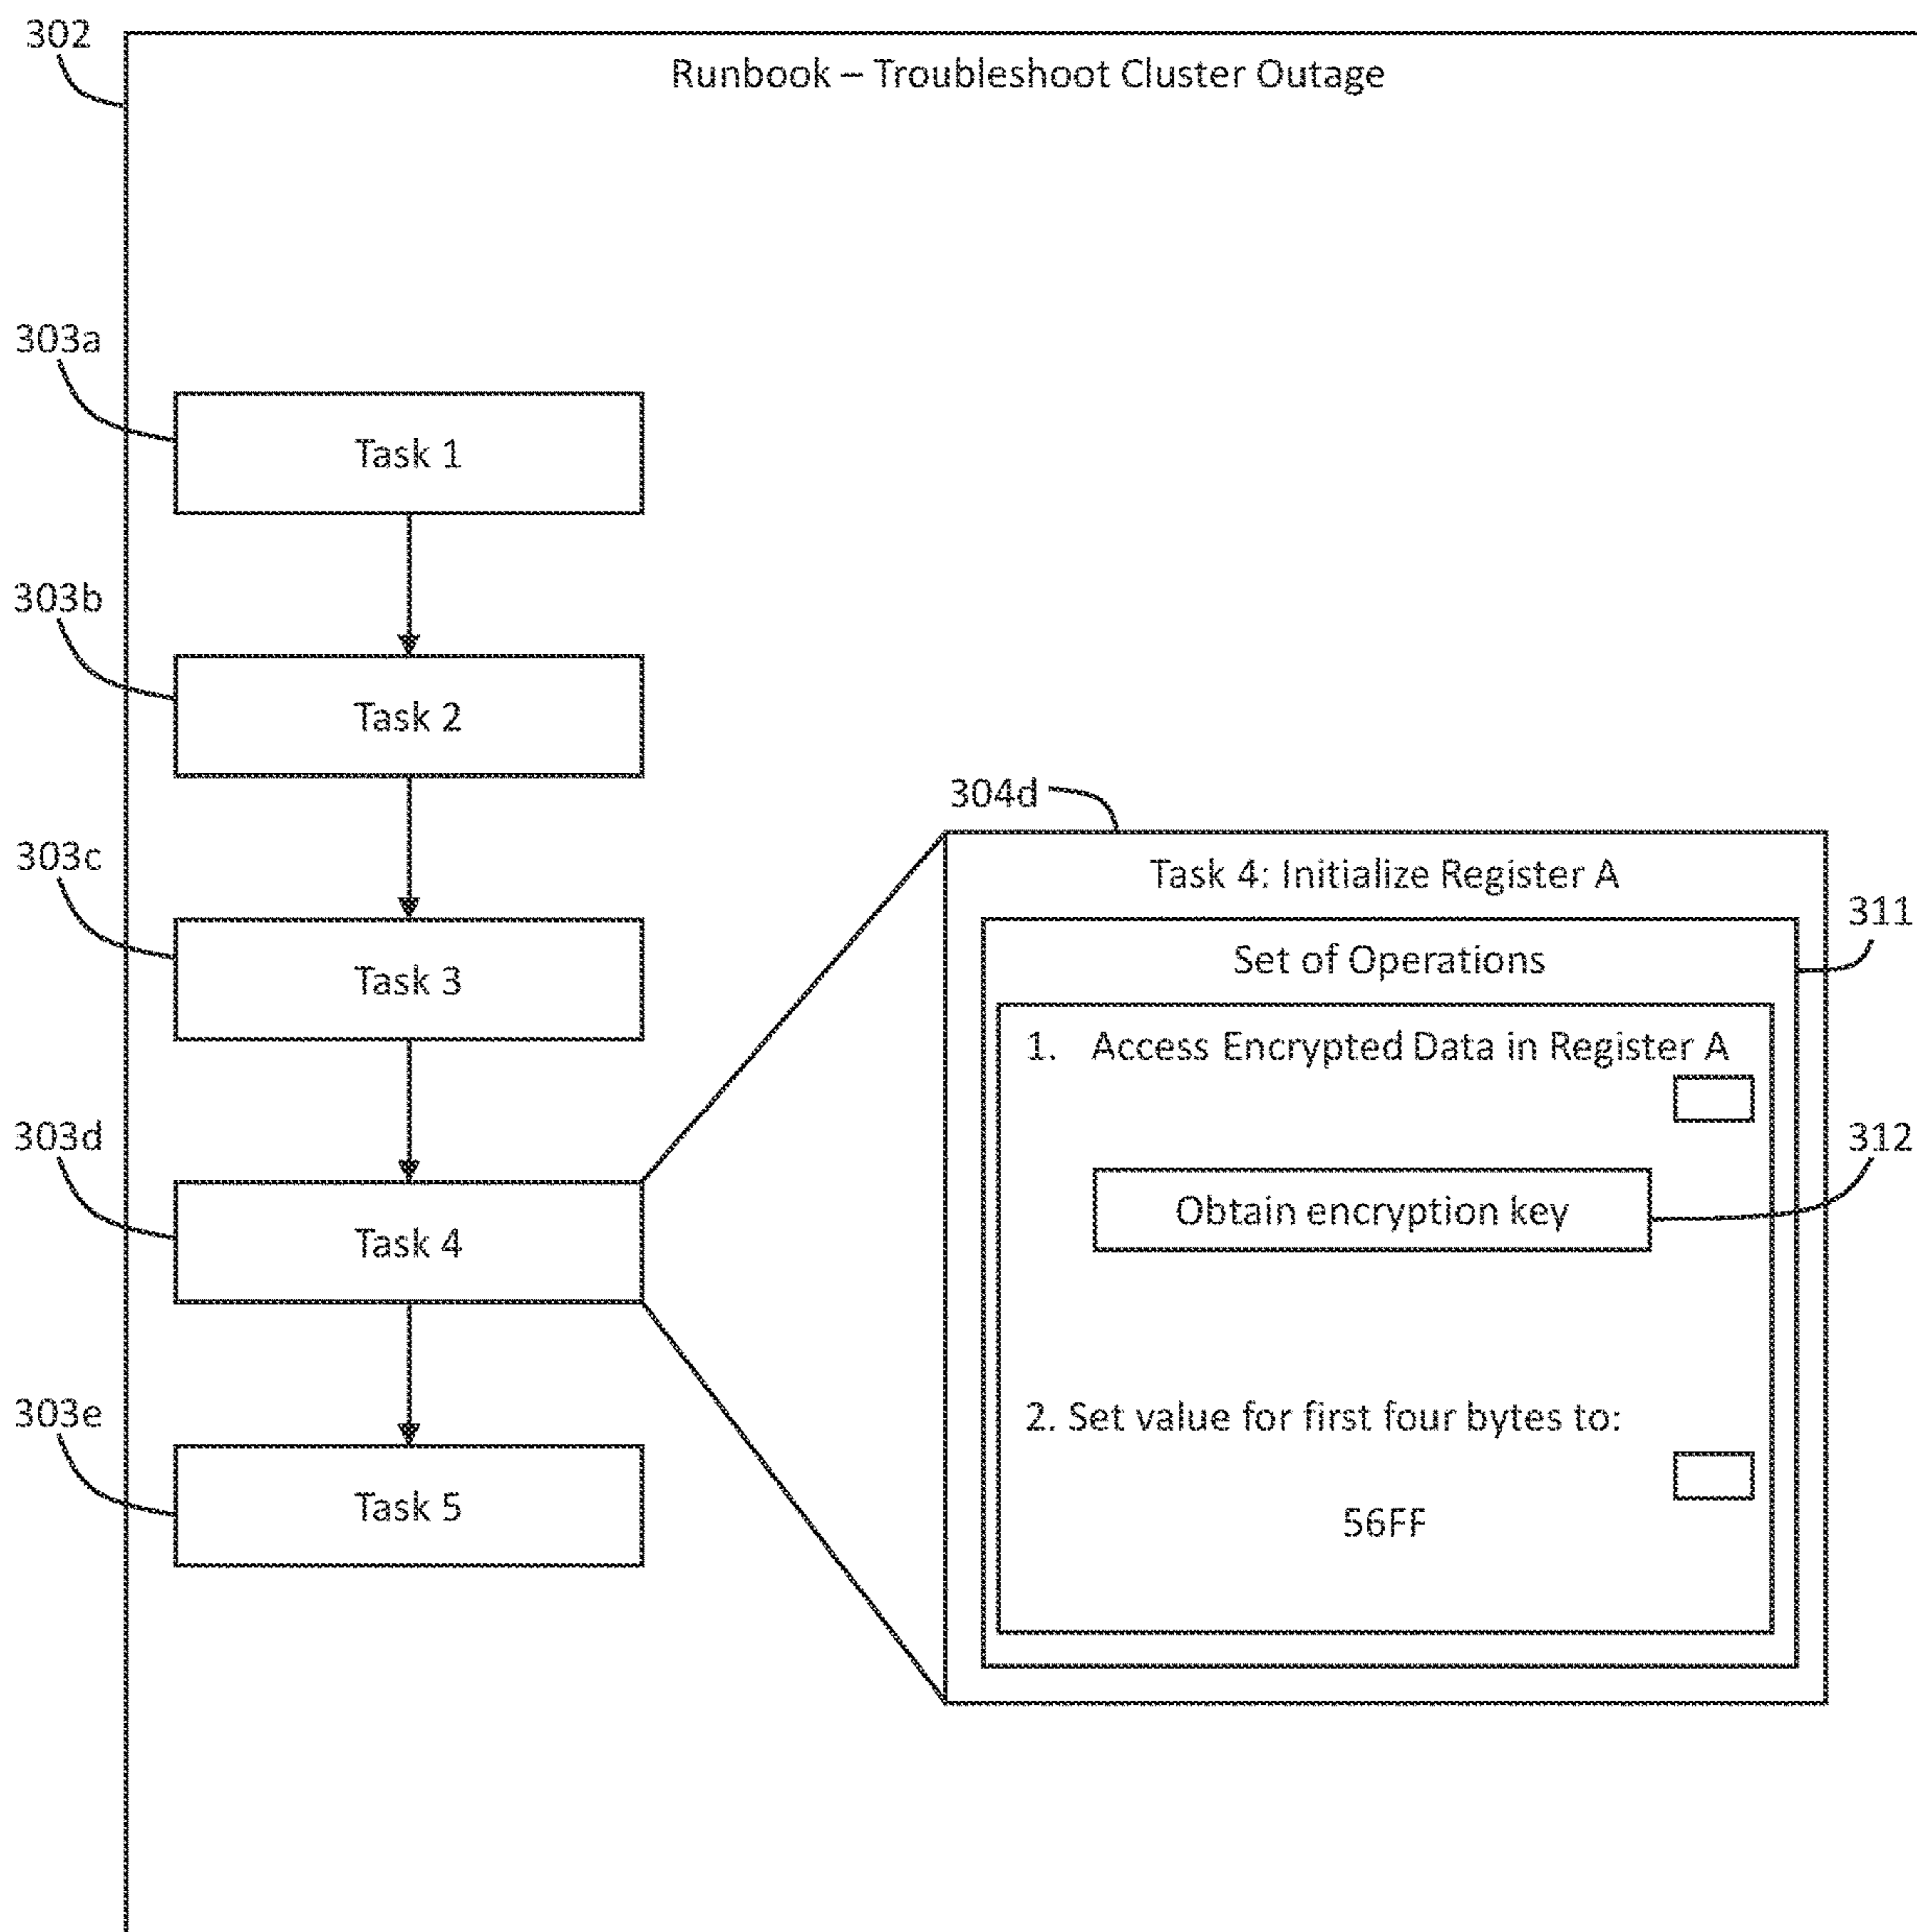 302
Runbook – Troubleshoot Cluster Outage
303a
Task 1
303b
Task 2
303c
Task 3
303d
Task 4
303e
Task 5
304d
Task 4: Initialize Register A
311
Set of Operations
1. Access Encrypted Data in Register A
312
Obtain encryption key
2. Set value for first four bytes to:
56FF